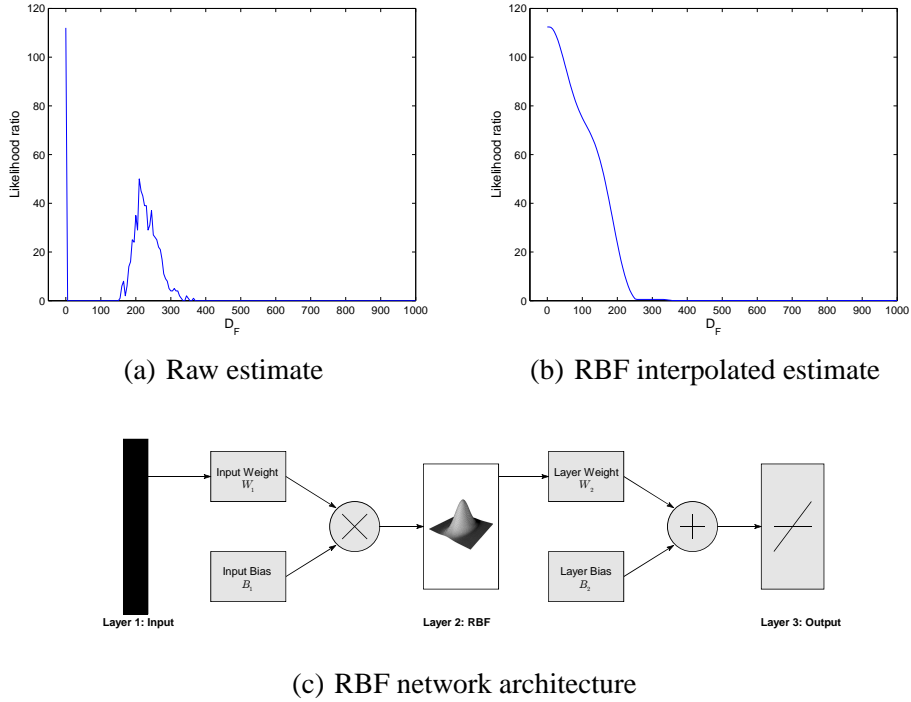 120
100
80
60
40
20
0
Likelihood ratio
0 100 200 300 400 500 600 700 800 900 1000
D_F
(a) Raw estimate
120
100
80
60
40
20
0
Likelihood ratio
0 100 200 300 400 500 600 700 800 900 1000
D_F
(b) RBF interpolated estimate
Input Weight
W_1
Input Bias
B_1
Layer Weight
W_2
Layer Bias
B_2
Layer 1: Input
Layer 2: RBF
Layer 3: Output
(c) RBF network architecture